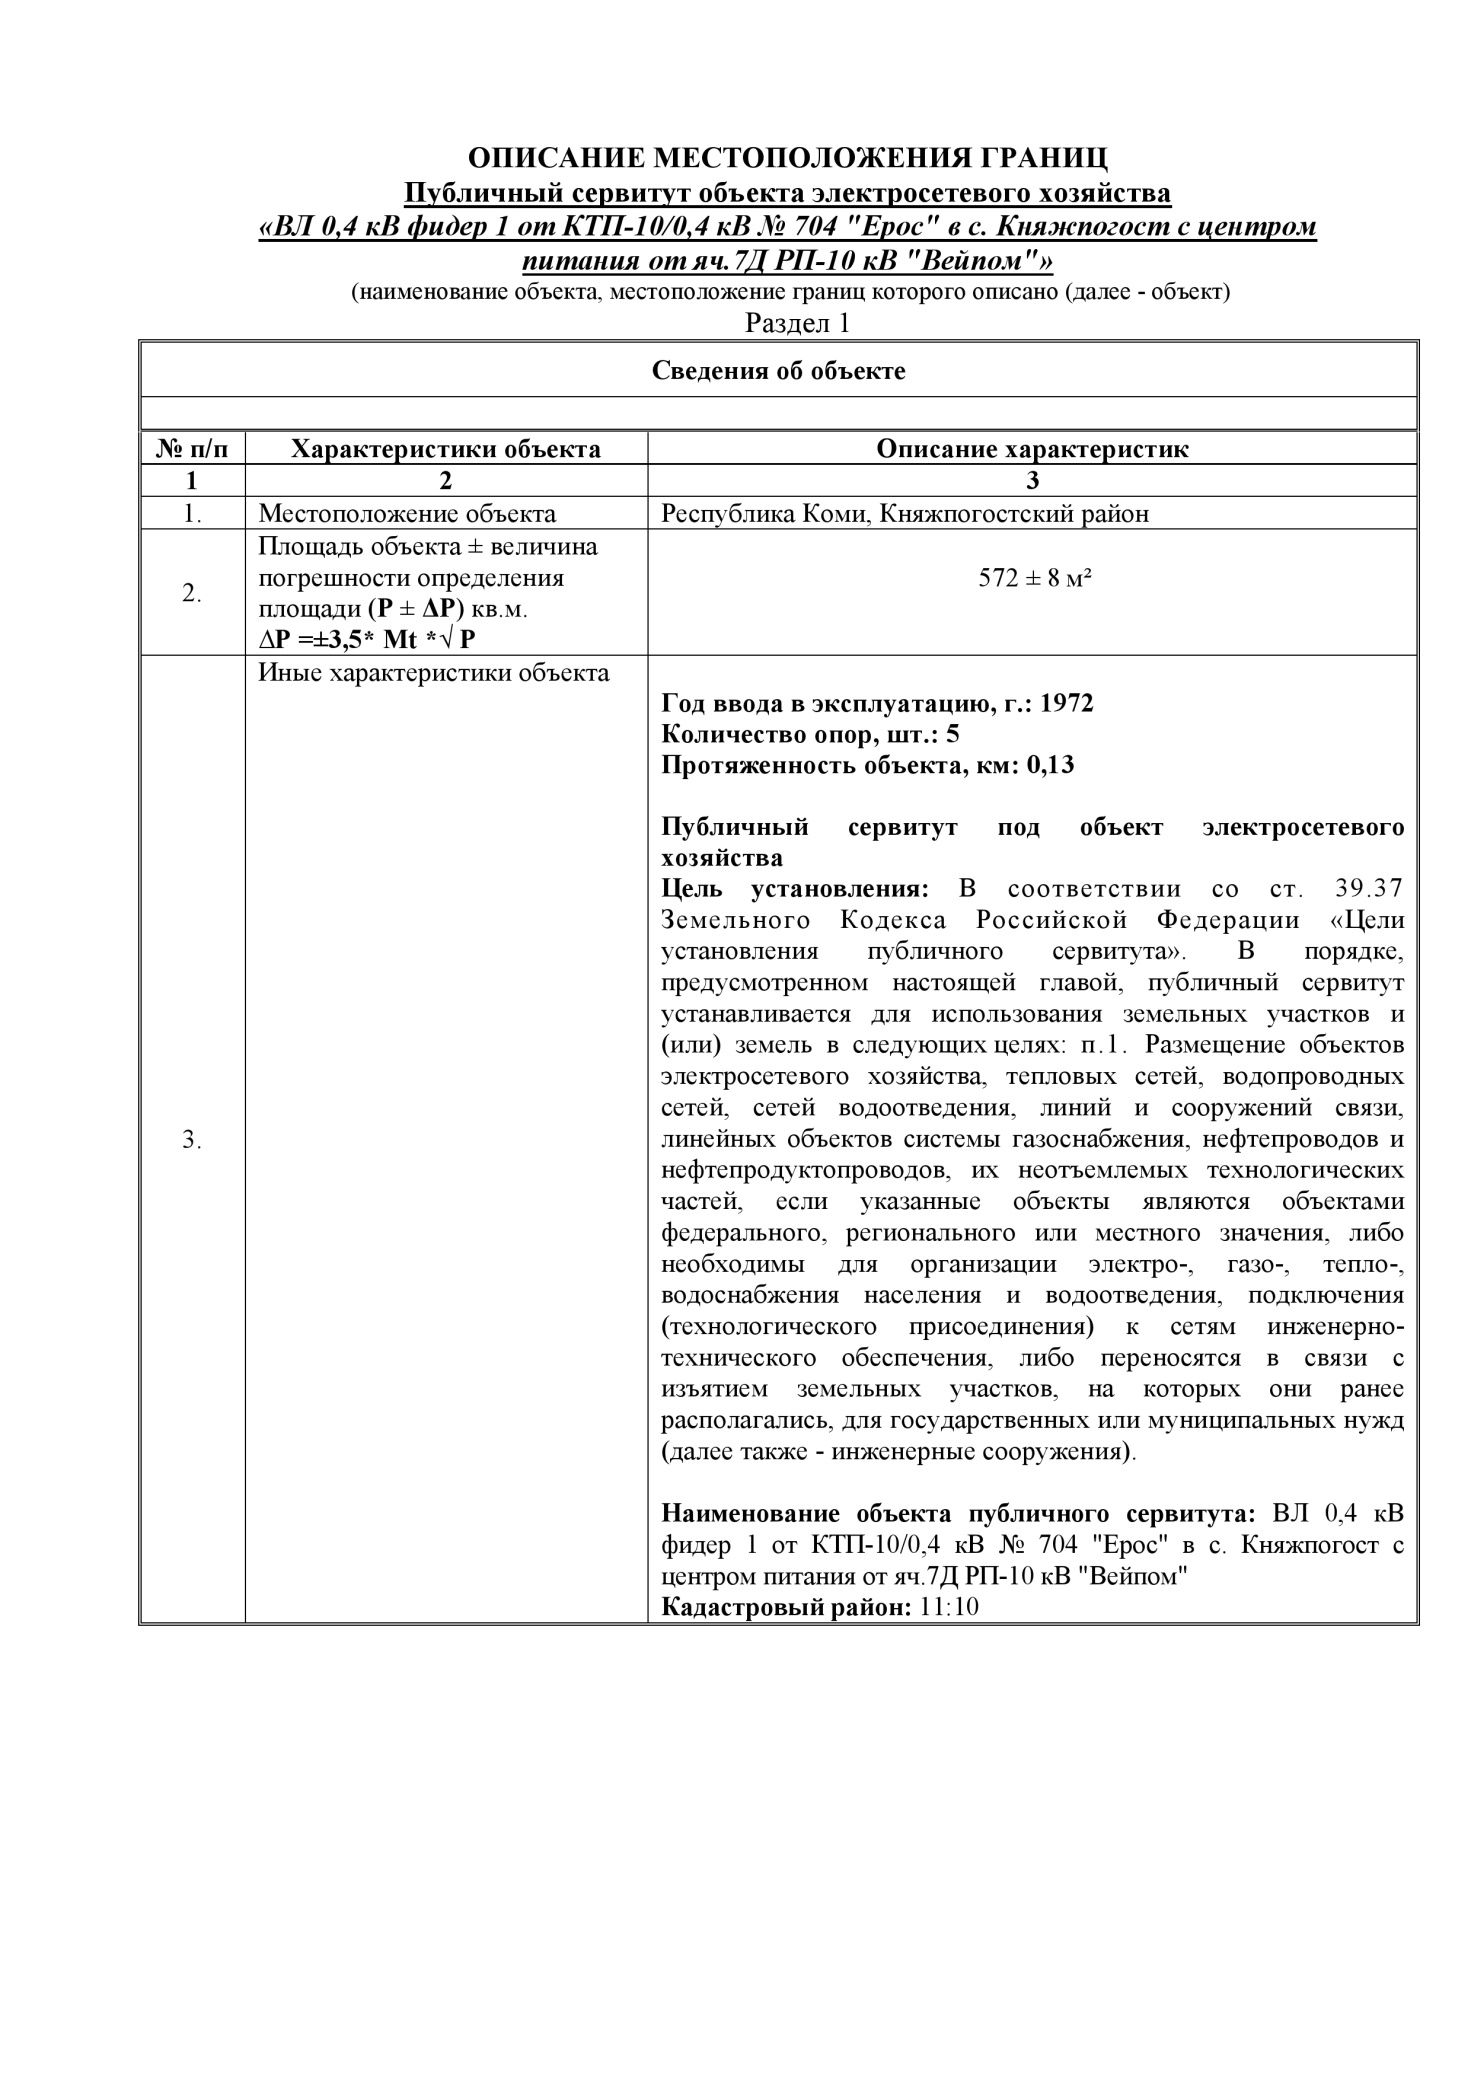 ОПИСАНИЕ МЕСТОПОЛОЖЕНИЯ ГРАНИЦ
Публичный сервитут объекта электросетевого хозяйства
«ВЛ 0,4 кВ фидер 1 от КТП-10/0,4 кВ № 704 "Ерос" в с. Княжпогост с центром
питания от яч.7Д РП-10 кВ "Вейпом"»
(наименование объекта, местоположение границ которого описано (далее - объект)
Раздел 1
Сведения об объекте
№ п/п Характеристики объекта Описание характеристик
1 2 3
1. Местоположение объекта Республика Коми, Княжпогостский район
2. Площадь объекта ± величина
погрешности определения
площади (P ± ΔP) кв.м.
ΔP =±3,5* Mt *√ P
572 ± 8 м²
3. Иные характеристики объекта
Год ввода в эксплуатацию, г.: 1972
Количество опор, шт.: 5
Протяженность объекта, км: 0,13
Публичный сервитут под объект электросетевого
хозяйства
Цель установления: В соответствии со ст. 39.37
Земельного Кодекса Российской Федерации «Цели
установления публичного сервитута». В порядке,
предусмотренном настоящей главой, публичный сервитут
устанавливается для использования земельных участков и
(или) земель в следующих целях: п.1. Размещение объектов
электросетевого хозяйства, тепловых сетей, водопроводных
сетей, сетей водоотведения, линий и сооружений связи,
линейных объектов системы газоснабжения, нефтепроводов и
нефтепродуктопроводов, их неотъемлемых технологических
частей, если указанные объекты являются объектами
федерального, регионального или местного значения, либо
необходимы для организации электро-, газо-, тепло-,
водоснабжения населения и водоотведения, подключения
(технологического присоединения) к сетям инженерно-
технического обеспечения, либо переносятся в связи с
изъятием земельных участков, на которых они ранее
располагались, для государственных или муниципальных нужд
(далее также - инженерные сооружения).
Наименование объекта публичного сервитута: ВЛ 0,4 кВ
фидер 1 от КТП-10/0,4 кВ № 704 "Ерос" в с. Княжпогост с
центром питания от яч.7Д РП-10 кВ "Вейпом"
Кадастровый район: 11:10